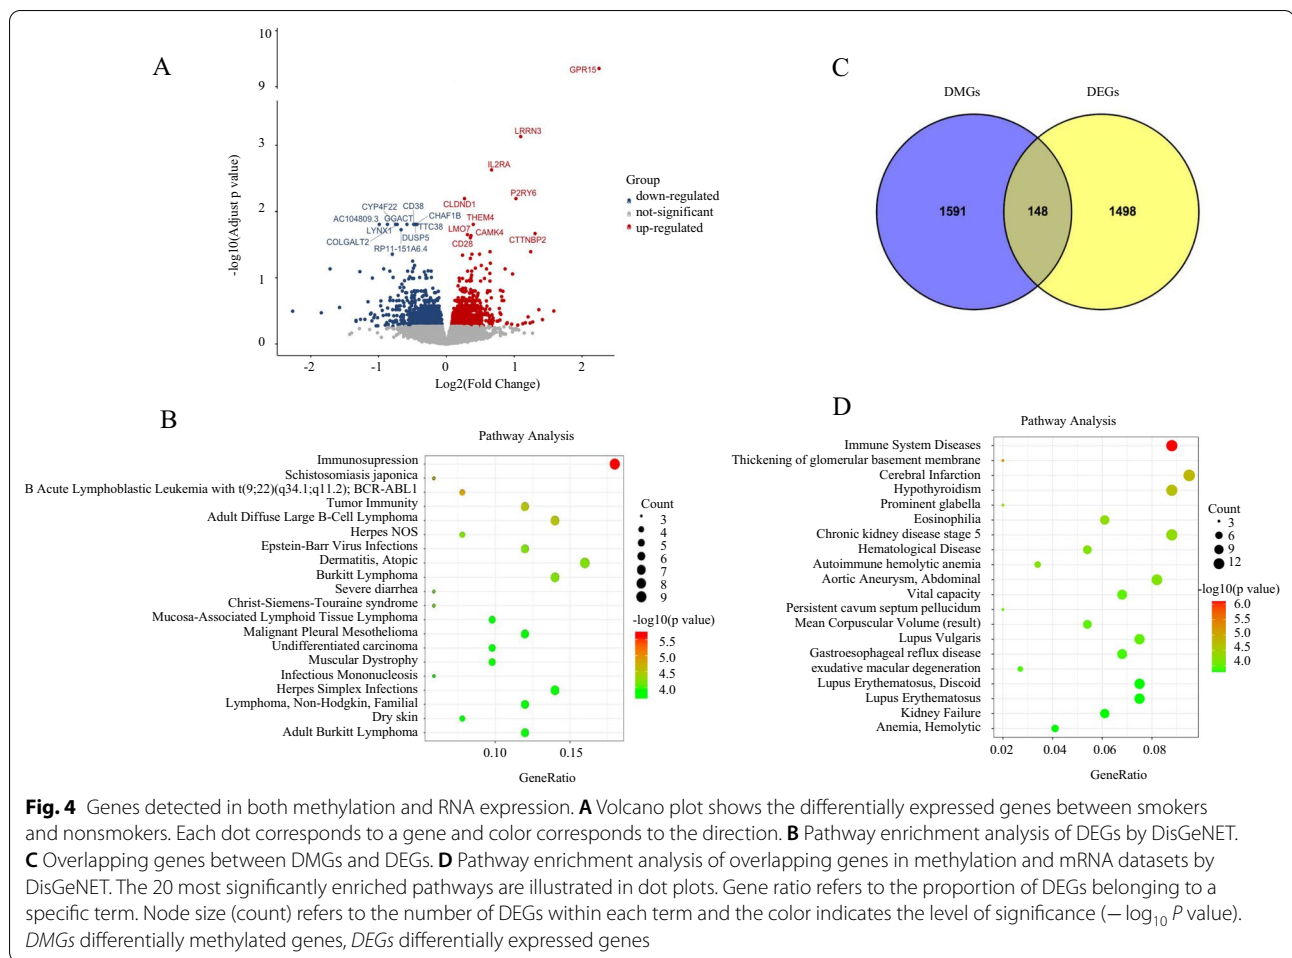 A
10
9
3
2
1
0
-log10(Adjust p value)
GPR15
LRRN3
IL2RA
P2RY6
CLDND1
THEM4
LMO7
CAMK4
CD28
CTTNBP2
CYP4F22
CD38
AC104809.3
GGACT
CHAF1B
LYNX1
TTC38
COLGALT2
DUSP5
RP11-151A6.4
-2
-1
0
1
2
Log2(Fold Change)
Group
down-regulated
not-significant
up-regulated
C
DMGs
DEGs
1591
148
1498
B
Pathway Analysis
Immunosupression
Schistosomiasis japonica
B Acute Lymphoblastic Leukemia with t(9;22)(q34.1;q11.2); BCR-ABL1
Tumor Immunity
Adult Diffuse Large B-Cell Lymphoma
Herpes NOS
Epstein-Barr Virus Infections
Dermatitis, Atopic
Burkitt Lymphoma
Severe diarrhea
Christ-Siemens-Touraine syndrome
Mucosa-Associated Lymphoid Tissue Lymphoma
Malignant Pleural Mesothelioma
Undifferentiated carcinoma
Muscular Dystrophy
Infectious Mononucleosis
Herpes Simplex Infections
Lymphoma, Non-Hodgkin, Familial
Dry skin
Adult Burkitt Lymphoma
0.10
0.15
GeneRatio
Count
3
4
5
6
7
8
9
-log10(p value)
5.5
5.0
4.5
4.0
D
Pathway Analysis
Immune System Diseases
Thickening of glomerular basement membrane
Cerebral Infarction
Hypothyroidism
Prominent glabella
Eosinophilia
Chronic kidney disease stage 5
Hematological Disease
Autoimmune hemolytic anemia
Aortic Aneurysm, Abdominal
Vital capacity
Persistent cavum septum pellucidum
Mean Corpuscular Volume (result)
Lupus Vulgaris
Gastroesophageal reflux disease
exudative macular degeneration
Lupus Erythematosus, Discoid
Lupus Erythematosus
Kidney Failure
Anemia, Hemolytic
0.02
0.04
0.06
0.08
GeneRatio
Count
3
6
9
12
-log10(p value)
6.0
5.5
5.0
4.5
4.0
Fig. 4 Genes detected in both methylation and RNA expression. A Volcano plot shows the differentially expressed genes between smokers
and nonsmokers. Each dot corresponds to a gene and color corresponds to the direction. B Pathway enrichment analysis of DEGs by DisGeNET.
C Overlapping genes between DMGs and DEGs. D Pathway enrichment analysis of overlapping genes in methylation and mRNA datasets by
DisGeNET. The 20 most significantly enriched pathways are illustrated in dot plots. Gene ratio refers to the proportion of DEGs belonging to a
specific term. Node size (count) refers to the number of DEGs within each term and the color indicates the level of significance (−log10 P value).
DMGs differentially methylated genes, DEGs differentially expressed genes